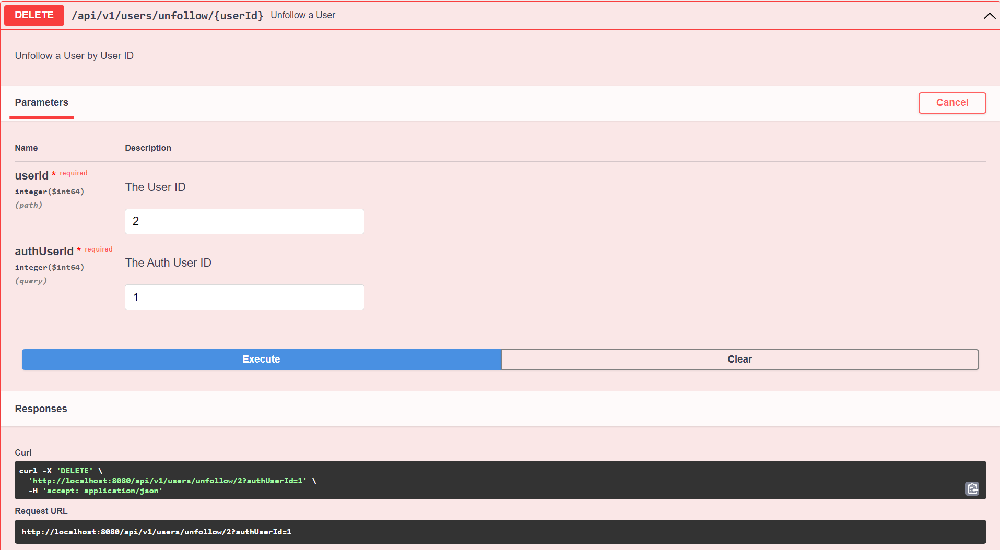 DELETE /api/v1/users/unfollow/{userId} Unfollow a User
Unfollow a User by User ID
Parameters
Cancel
Name Description
userId * required
integer($int64)
(path)
The User ID
2
authUserId * required
integer($int64)
(query)
The Auth User ID
1
Execute
Clear
Responses
Curl
curl -X 'DELETE' \
'http://localhost:8080/api/v1/users/unfollow/2?authUserId=1' \
-H 'accept: application/json'
Request URL
http://localhost:8080/api/v1/users/unfollow/2?authUserId=1